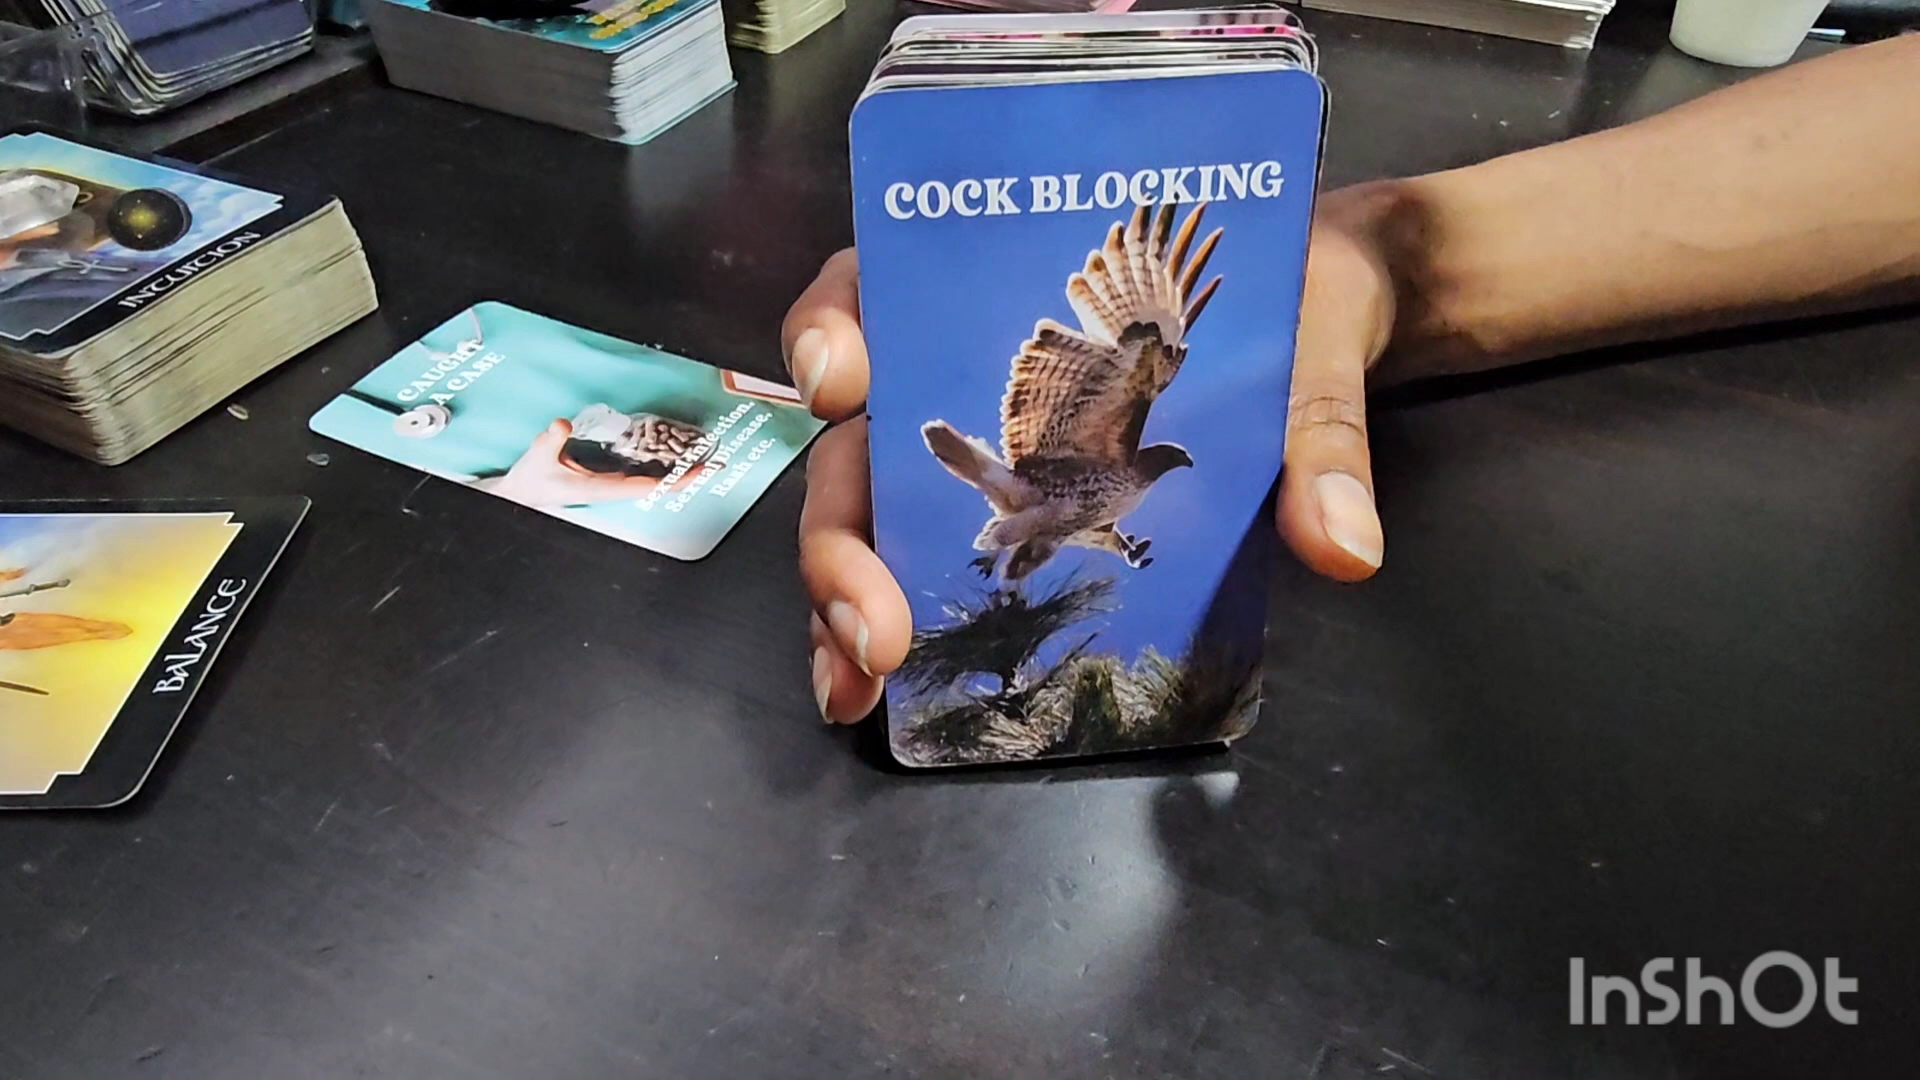 COCK BLOCKING
INTUITION
CAUGHT
A CASE
Sexual Infection,
Sexual Disease,
Rash etc.
BALANCE
InShOt